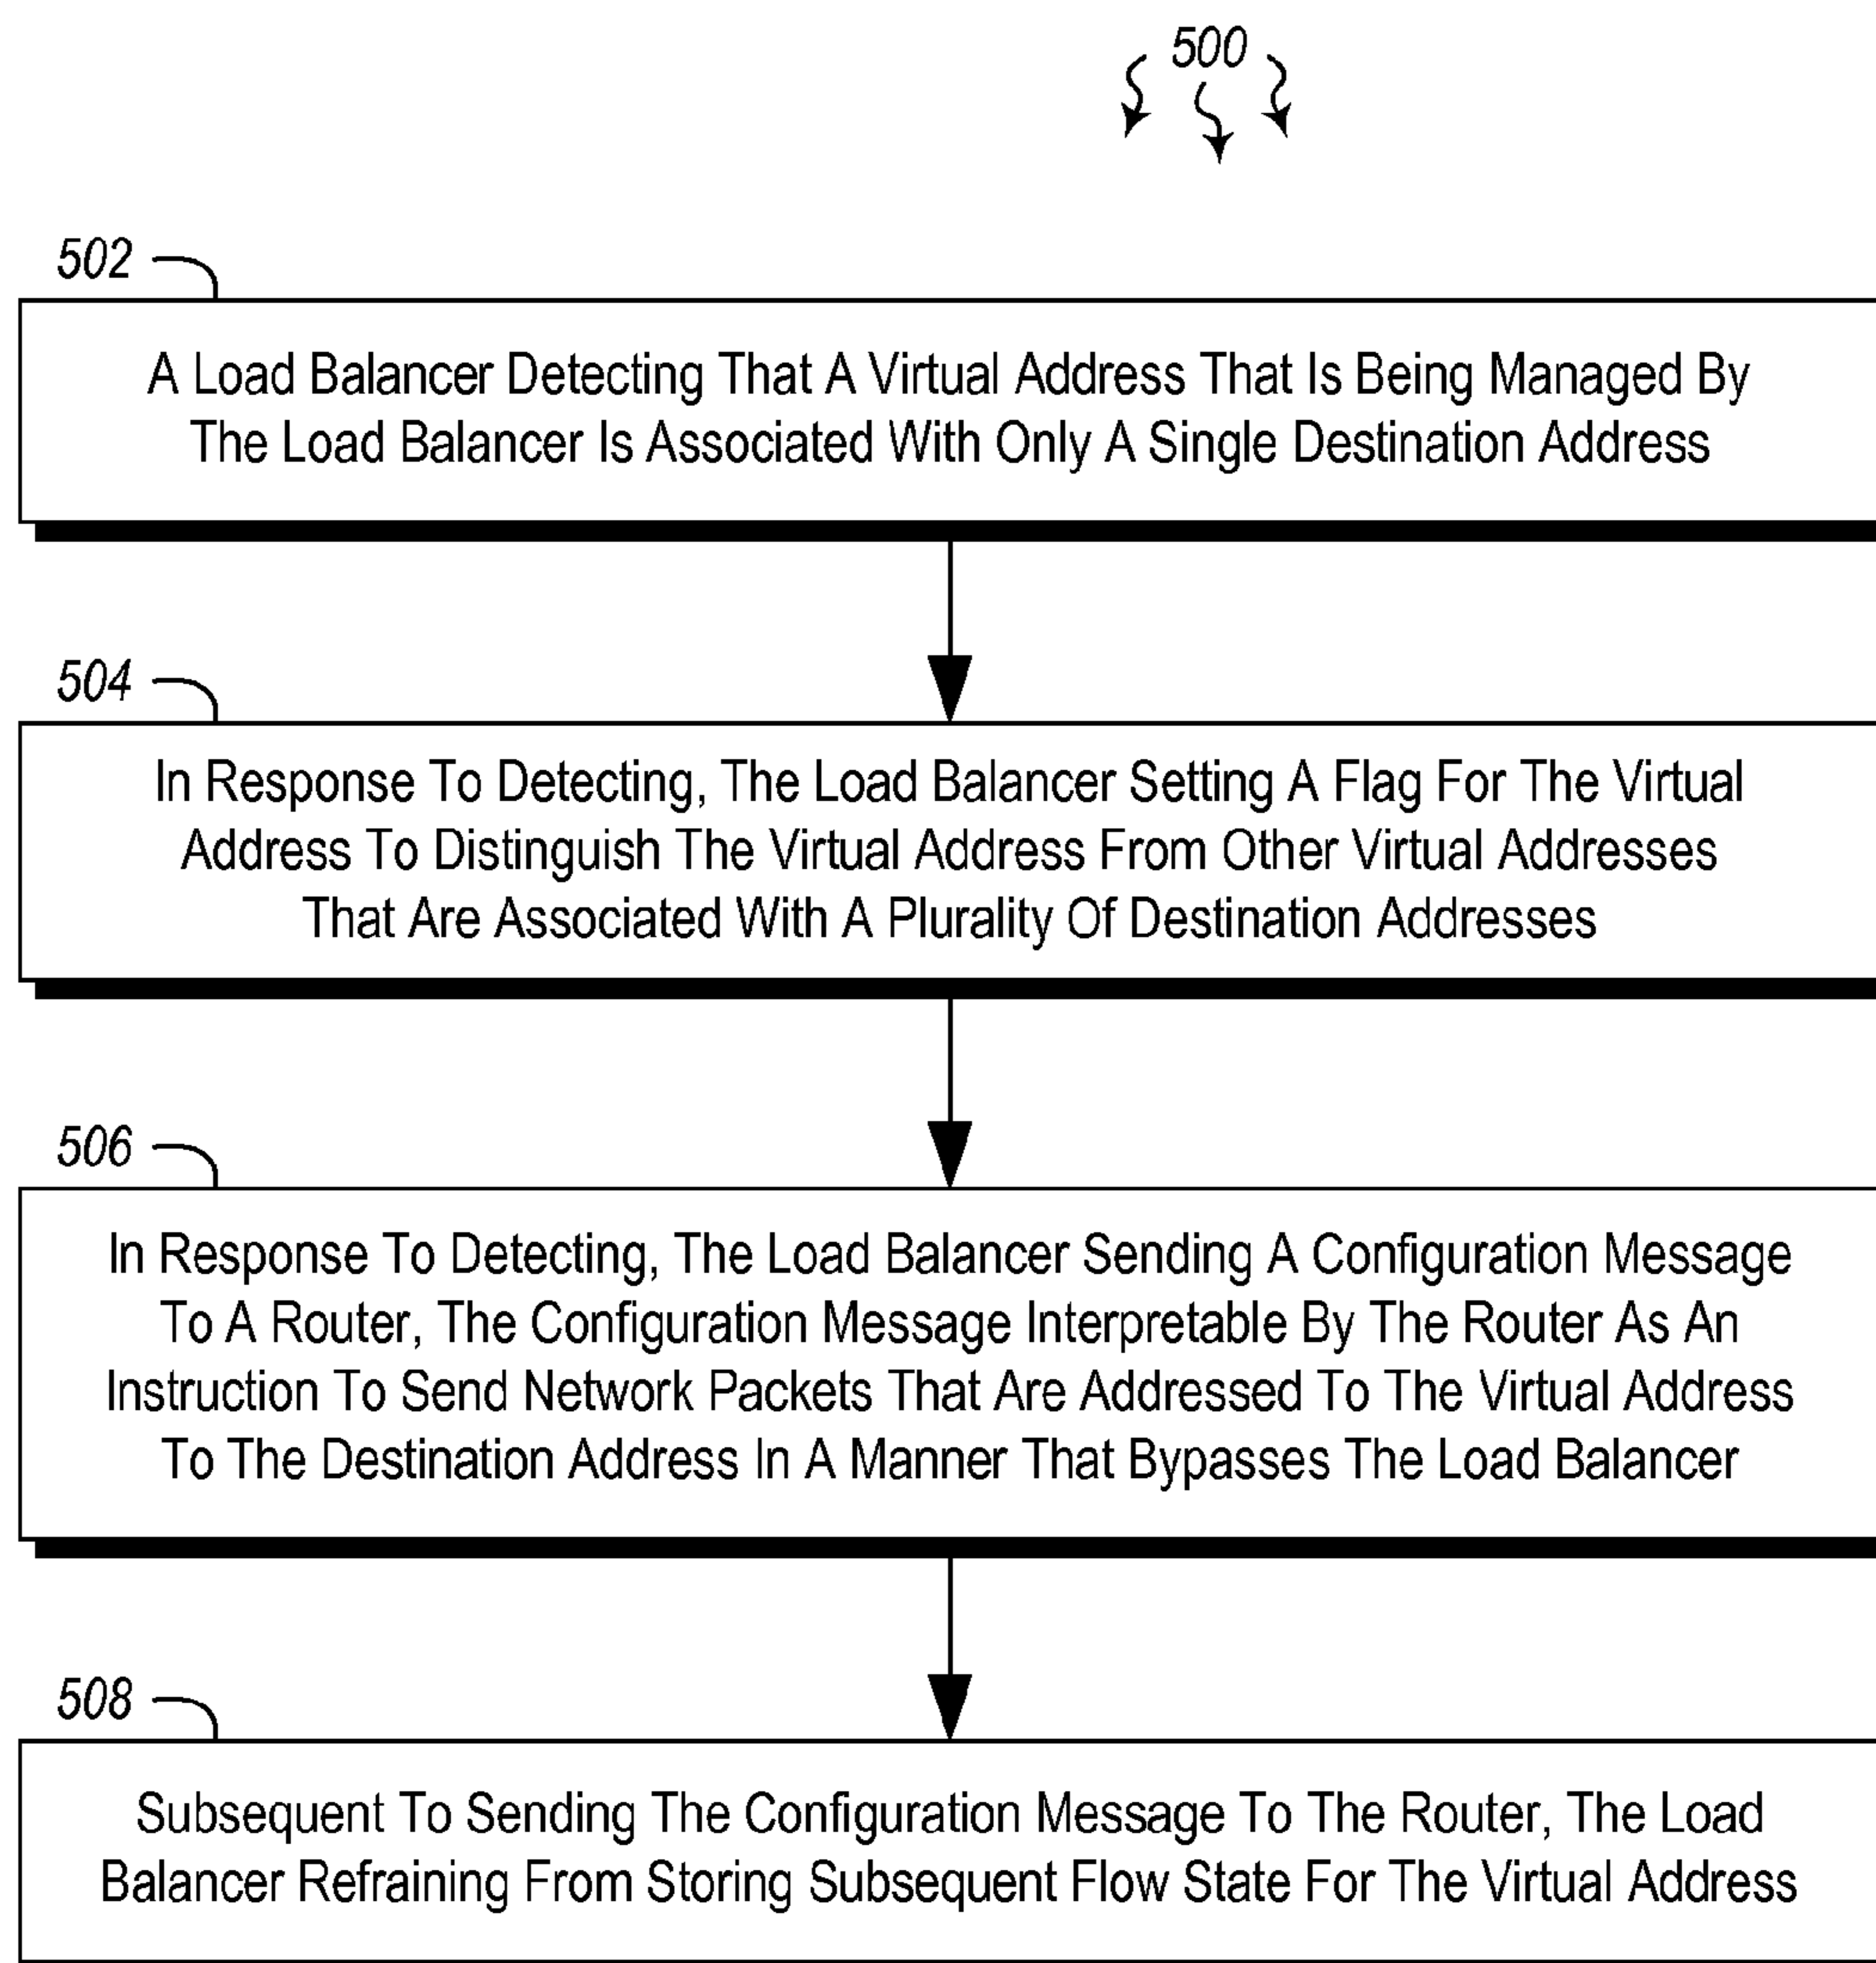 500
502
A Load Balancer Detecting That A Virtual Address That Is Being Managed By
The Load Balancer Is Associated With Only A Single Destination Address
504
In Response To Detecting, The Load Balancer Setting A Flag For The Virtual
Address To Distinguish The Virtual Address From Other Virtual Addresses
That Are Associated With A Plurality Of Destination Addresses
506
In Response To Detecting, The Load Balancer Sending A Configuration Message
To A Router, The Configuration Message Interpretable By The Router As An
Instruction To Send Network Packets That Are Addressed To The Virtual Address
To The Destination Address In A Manner That Bypasses The Load Balancer
508
Subsequent To Sending The Configuration Message To The Router, The Load
Balancer Refraining From Storing Subsequent Flow State For The Virtual Address